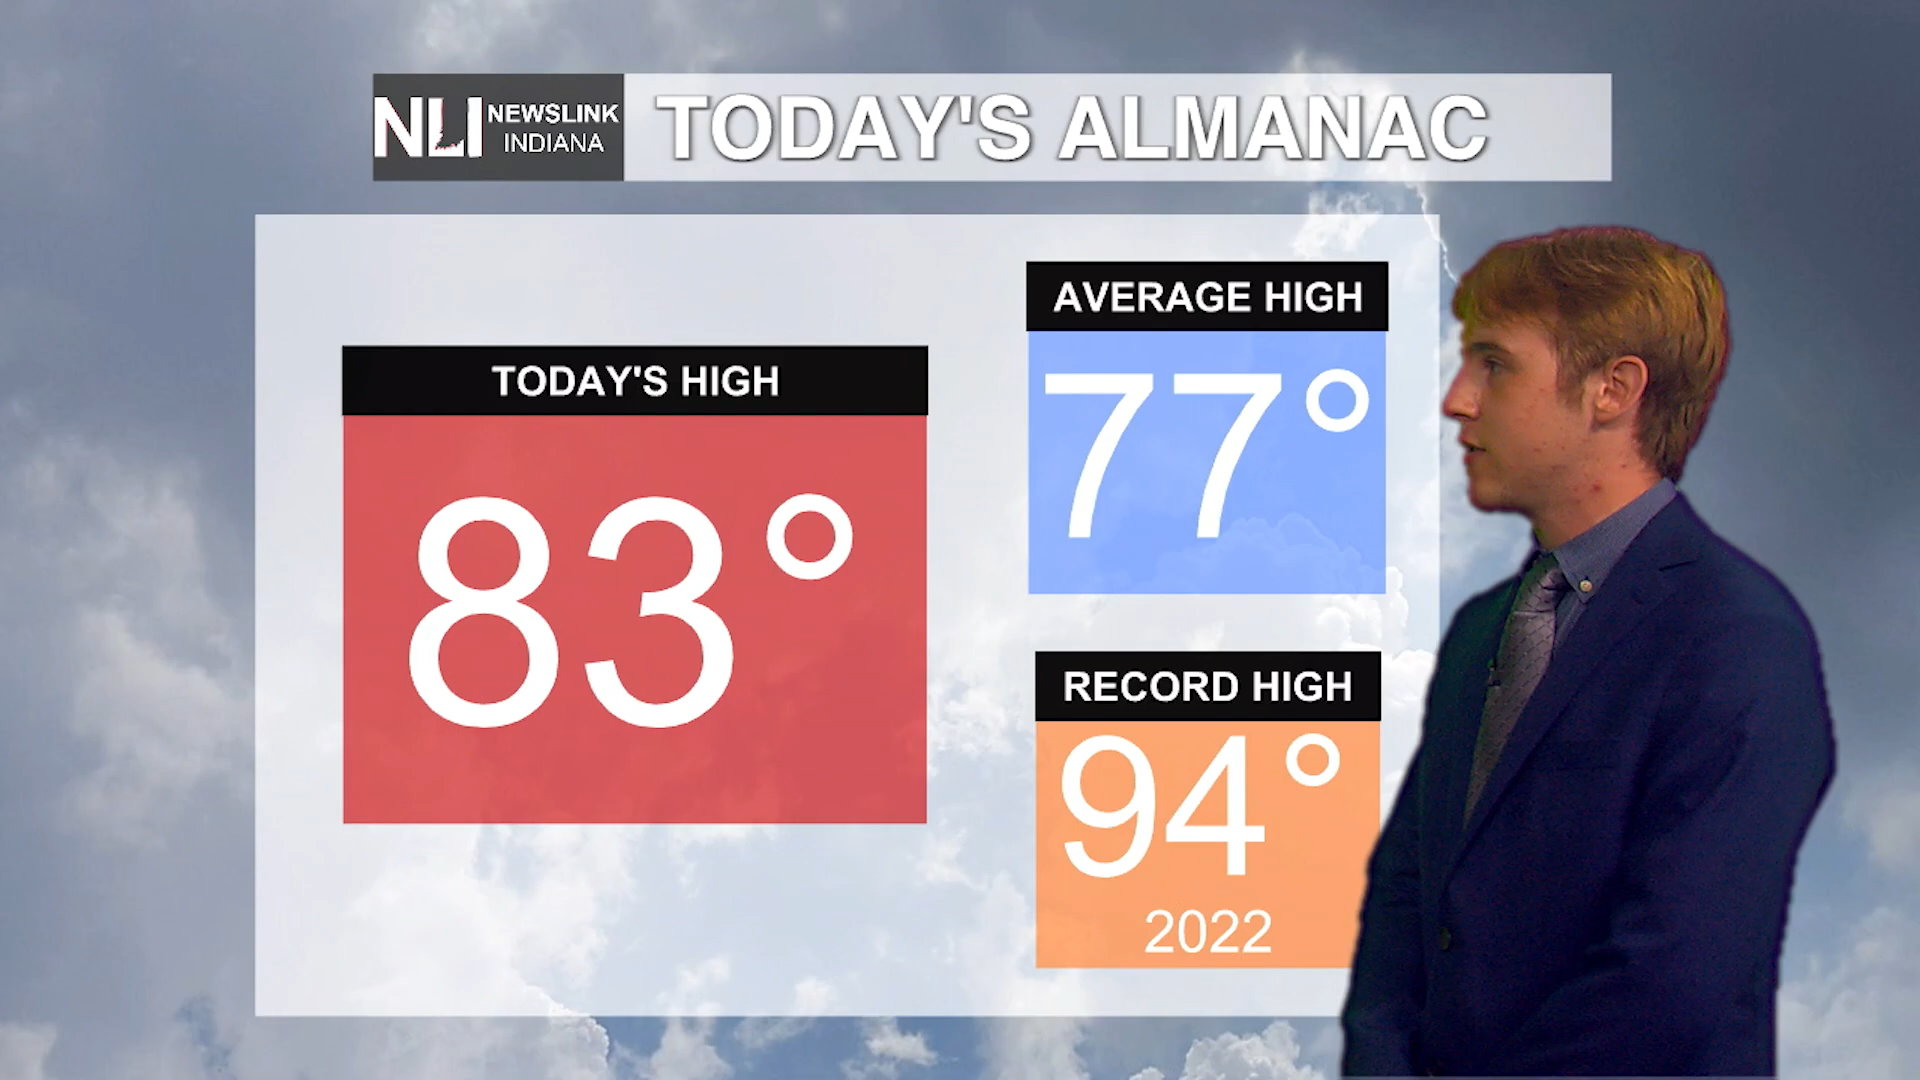 NLI NEWSLINK INDIANA
TODAY'S ALMANAC
TODAY'S HIGH
83°
AVERAGE HIGH
77°
RECORD HIGH
94°
2022